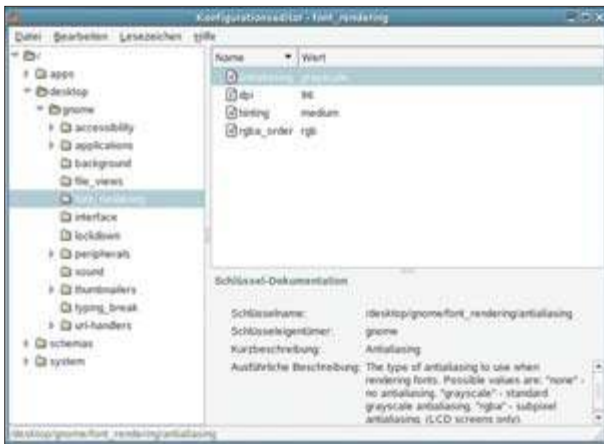 Konfigurationseditor - font_rendering
Datei Bearbeiten Lesezeichen Hilfe
/
apps
desktop
gnome
accessibility
applications
background
file_views
font_rendering
interface
lockdown
peripherals
sound
thumbnailers
typing_break
url-handlers
schemas
system
Name Wert
antialiasing grayscale
dpi 96
hinting medium
rgba_order rgb
Schlüssel-Dokumentation
Schlüsselname: /desktop/gnome/font_rendering/antialiasing
Schlüsseleigentümer: gnome
Kurzbeschreibung: Antialiasing
Ausführliche Beschreibung: The type of antialiasing to use when
rendering fonts. Possible values are: "none" -
no antialiasing. "grayscale" - standard
grayscale antialiasing. "rgba" - subpixel
antialiasing. (LCD screens only).
/desktop/gnome/font_rendering/antialiasing